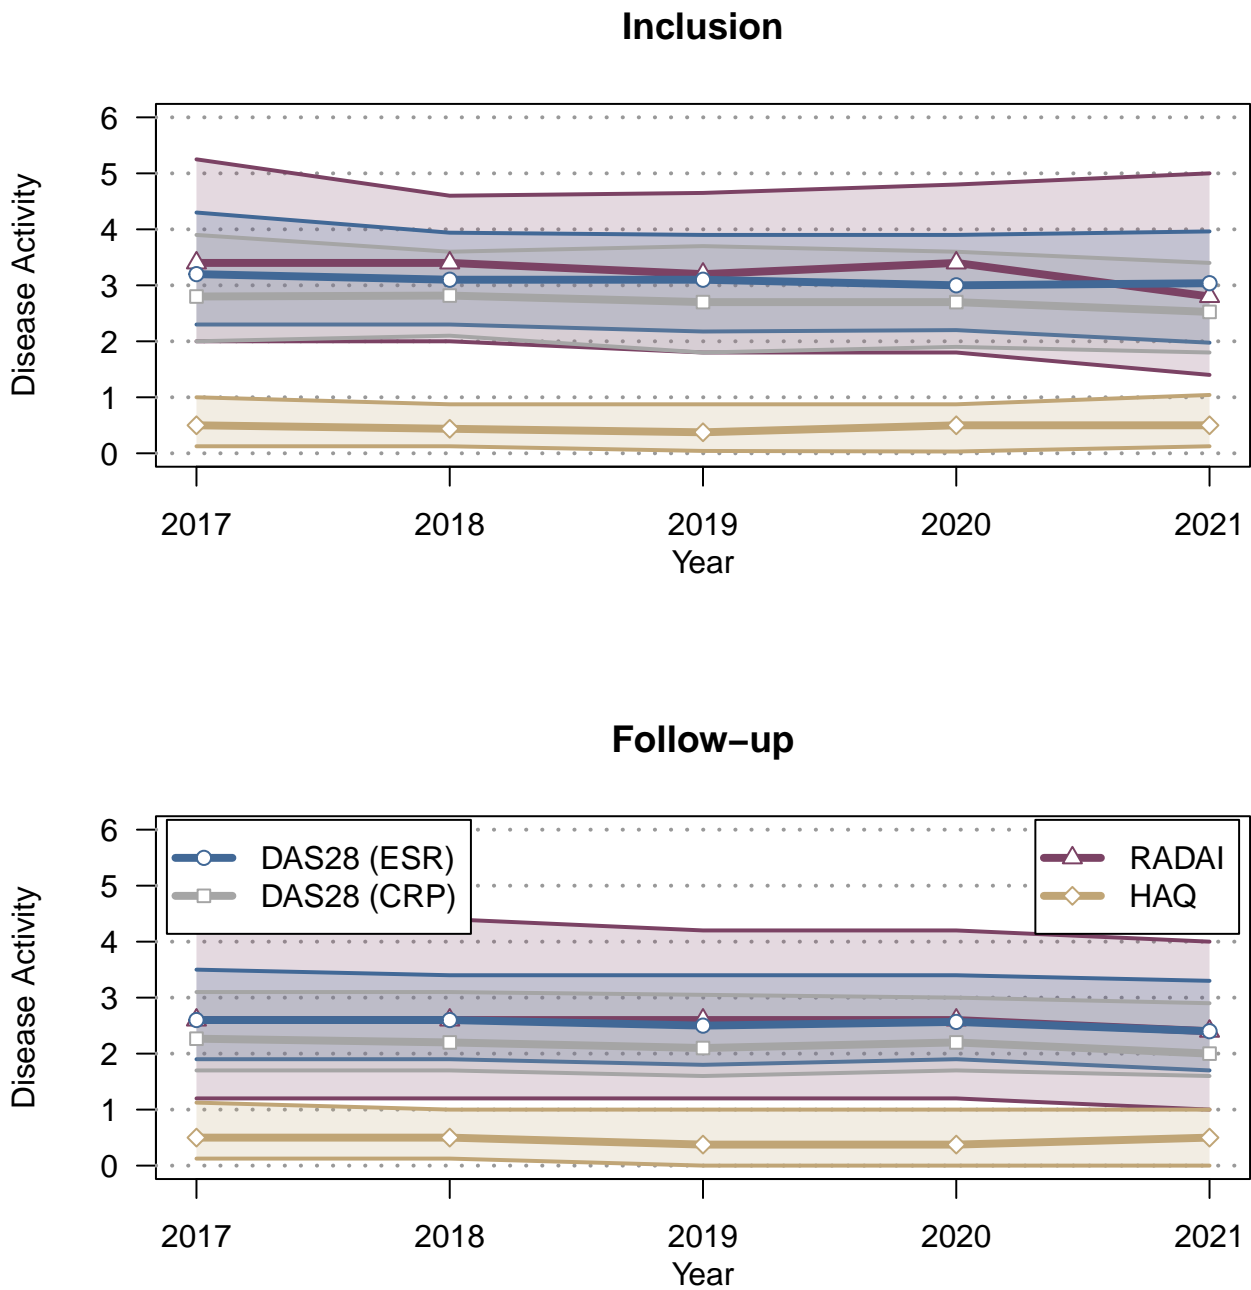 Inclusion
6
5
4
3
2
1
0
Disease Activity
2017 2018 2019 2020 2021
Year
Follow−up
6
5
4
3
2
1
0
Disease Activity
DAS28 (ESR)
DAS28 (CRP)
RADAI
HAQ
2017 2018 2019 2020 2021
Year